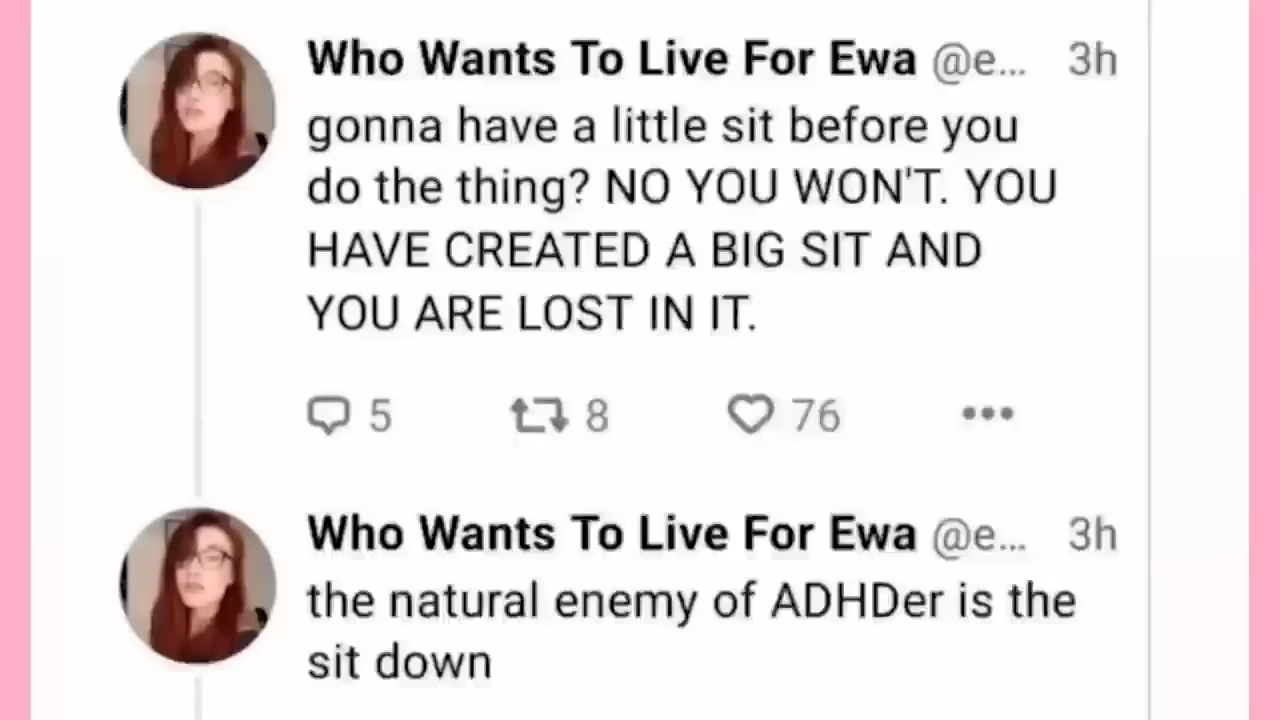 Who Wants To Live For Ewa @e... 3h
gonna have a little sit before you
do the thing? NO YOU WON'T. YOU
HAVE CREATED A BIG SIT AND
YOU ARE LOST IN IT.
5 8 76
Who Wants To Live For Ewa @e... 3h
the natural enemy of ADHDer is the
sit down